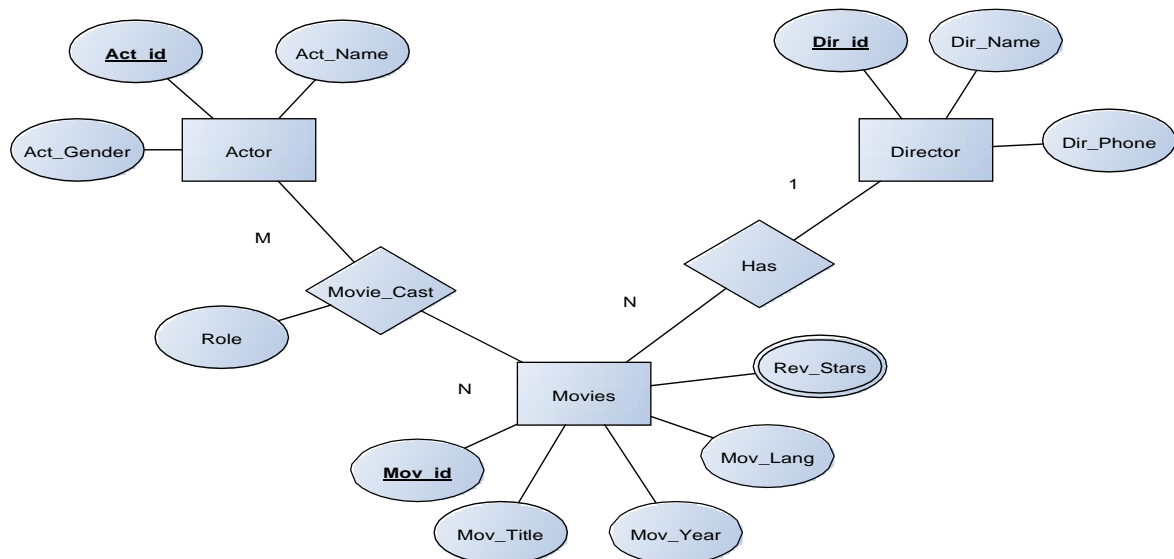 Act_id
Act_Name
Dir_id
Dir_Name
Act_Gender
Actor
Director
Dir_Phone
1
M
Has
Movie_Cast
N
Role
Rev_Stars
N
Movies
Mov_Lang
Mov_id
Mov_Title
Mov_Year